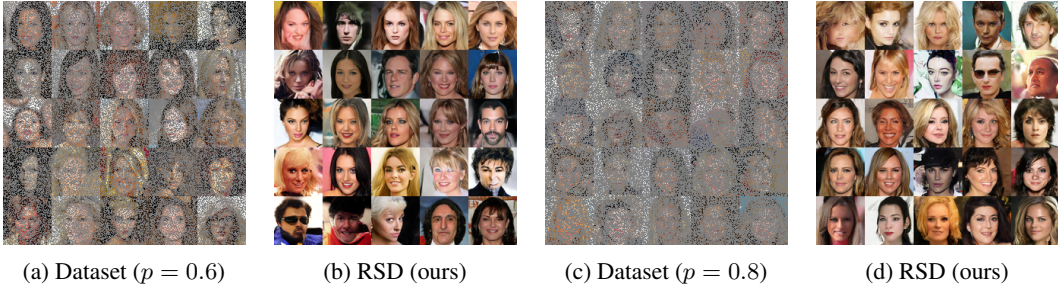 (a) Dataset (p = 0.6)
(b) RSD (ours)
(c) Dataset (p = 0.8)
(d) RSD (ours)